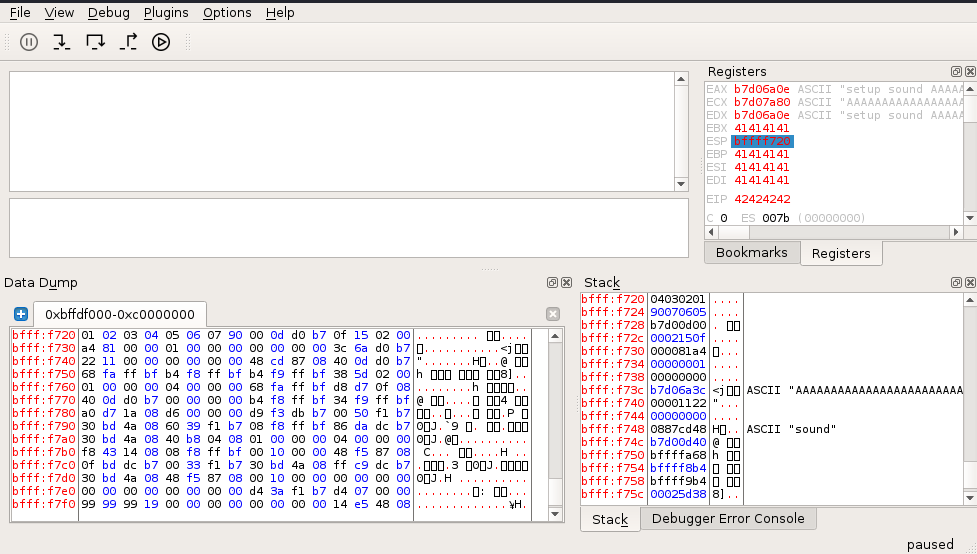 File View Debug Plugins Options Help
Registers
EAX b7d06a0e ASCII "setup sound AAAAA
ECX b7d07a80 ASCII "AAAAAAAAAAAAAAAAA
EDX b7d06a0e ASCII "setup sound AAAAA
EBX 41414141
ESP bffff720
EBP 41414141
ESI 41414141
EDI 41414141
EIP 42424242
C 0 ES 007b (00000000)
Bookmarks Registers
Data Dump
0xbffdf000-0xc0000000
bfff:f720 01 02 03 04 05 06 07 90 00 0d d0 b7 0f 15 02 00
bfff:f730 a4 81 00 00 01 00 00 00 00 00 00 00 3c 6a d0 b7
bfff:f740 22 11 00 00 00 00 00 00 48 cd 87 08 40 0d d0 b7
bfff:f750 68 fa ff bf b4 f8 ff bf b4 f9 ff bf 38 5d 02 00
bfff:f760 01 00 00 00 04 00 00 00 68 fa ff bf d8 d7 0f 08
bfff:f770 40 0d d0 b7 00 00 00 00 b4 f8 ff bf 34 f9 ff bf
bfff:f780 a0 d7 1a 08 d6 00 00 00 d9 f3 db b7 00 50 f1 b7
bfff:f790 30 bd 4a 08 60 39 f1 b7 08 f8 ff bf 86 da dc b7
bfff:f7a0 30 bd 4a 08 40 b8 04 08 01 00 00 00 04 00 00 00
bfff:f7b0 f8 43 14 08 08 f8 ff bf 00 10 00 00 48 f5 87 08
bfff:f7c0 0f bd dc b7 00 33 f1 b7 30 bd 4a 08 ff c9 dc b7
bfff:f7d0 30 bd 4a 08 48 f5 87 08 00 10 00 00 00 00 00 00
bfff:f7e0 00 00 00 00 00 00 00 00 d4 3a f1 b7 d4 07 00 00
bfff:f7f0 99 99 99 19 00 00 00 00 00 00 00 00 14 e5 48 08
Stack
bfff:f720 04030201 ....
bfff:f724 90070605
bfff:f728 b7d00d00
bfff:f72c 0002150f ....
bfff:f730 000081a4
bfff:f734 00000001 ....
bfff:f738 00000000 ....
bfff:f73c b7d06a3c ASCII "AAAAAAAAAAAAAAAAAAAAAAAA
bfff:f740 00001122 "...
bfff:f744 00000000 ....
bfff:f748 0887cd48 ASCII "sound"
bfff:f74c b7d00d40
bfff:f750 bffffa68
bfff:f754 bffff8b4
bfff:f758 bffff9b4
bfff:f75c 00025d38 8]..
Stack Debugger Error Console
paused